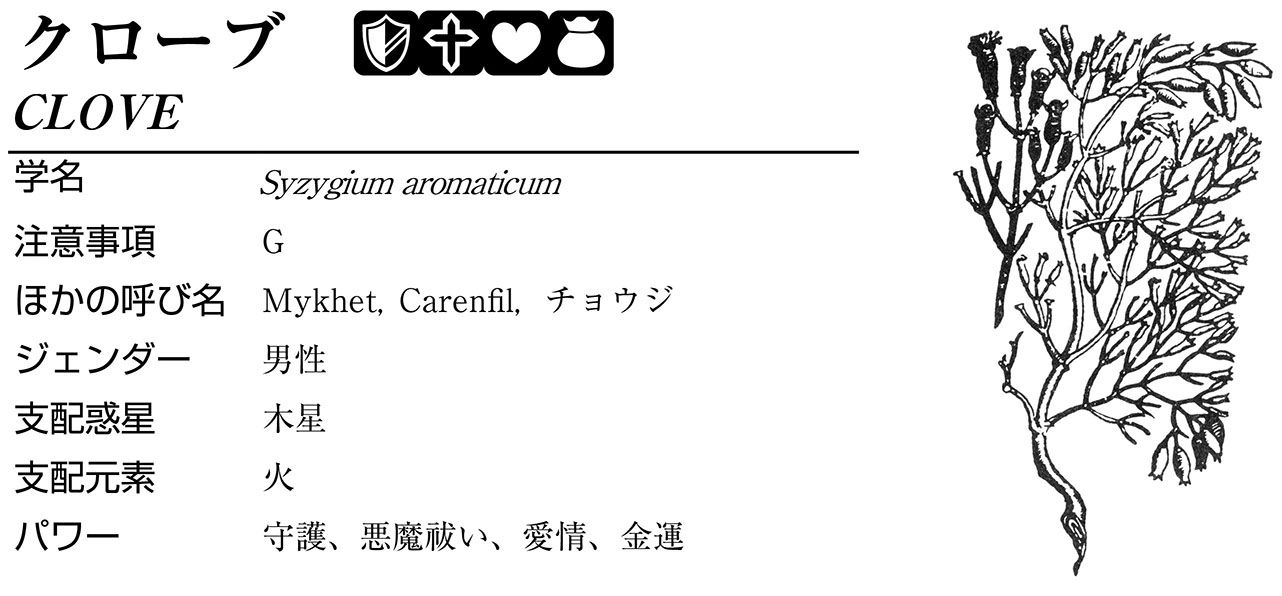 クローブ
CLOVE
学名 Syzygium aromaticum
注意事項 G
ほかの呼び名 Mykhet, Carenfil, チョウジ
ジェンダー 男性
支配惑星 木星
支配元素 火
パワー 守護、悪魔祓い、愛情、金運